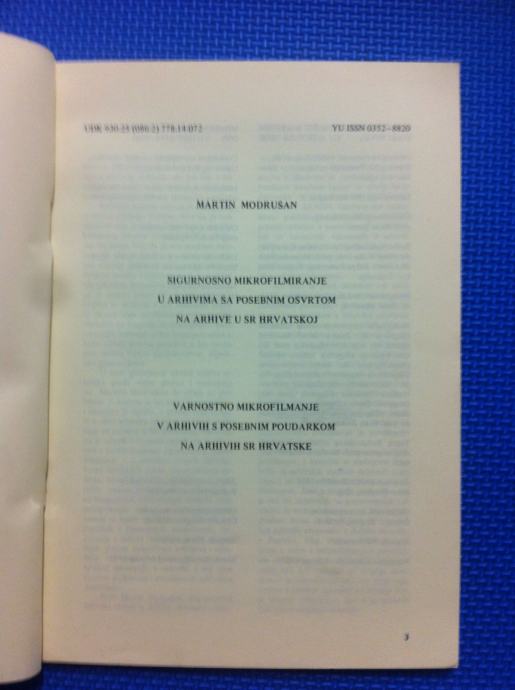 UDK 930.25 (086.2) 778.14.072
YU ISSN 0352–8820
MARTIN MODRUŠAN
SIGURNOSNO MIKROFILMIRANJE
U ARHIVIMA SA POSEBNIM OSVRTOM
NA ARHIVE U SR HRVATSKOJ
VARNOSTNO MIKROFILMANJE
V ARHIVIH S POSEBNIM POUDARKOM
NA ARHIVIH SR HRVATSKE
3